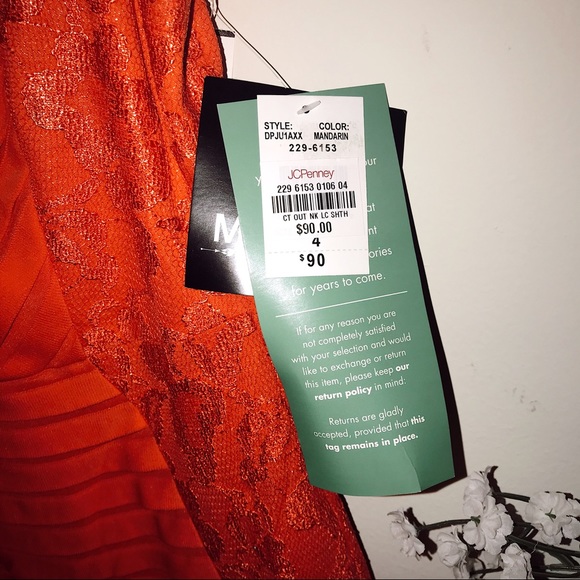 STYLE: COLOR:
DPJU1AXX MANDARIN
229-6153
JCPenney
229 6153 0106 04
CT OUT NK LC SHTH
$90.00
4
$90
for years to come.
If for any reason you are
not completely satisfied
with your selection and would
like to exchange or return
this item, please keep our
return policy in mind:
Returns are gladly
accepted, provided that this
tag remains in place.